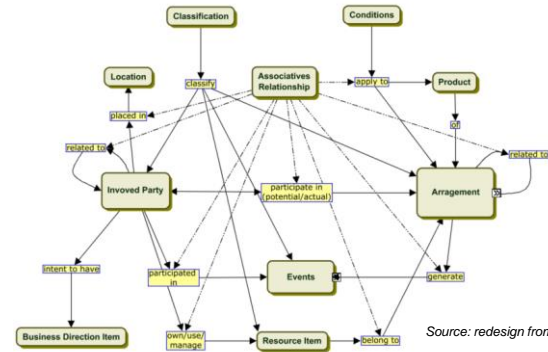 Classification
Conditions
Location
classify
Associatives
Relationship
apply to
Product
placed in
of
related to
related to
Invoved Party
participate in
(potential/actual)
Arragement
intent to have
participated
in
Events
generate
Business Direction Item
own/use/
manage
Resource Item
belong to
Source: redesign from